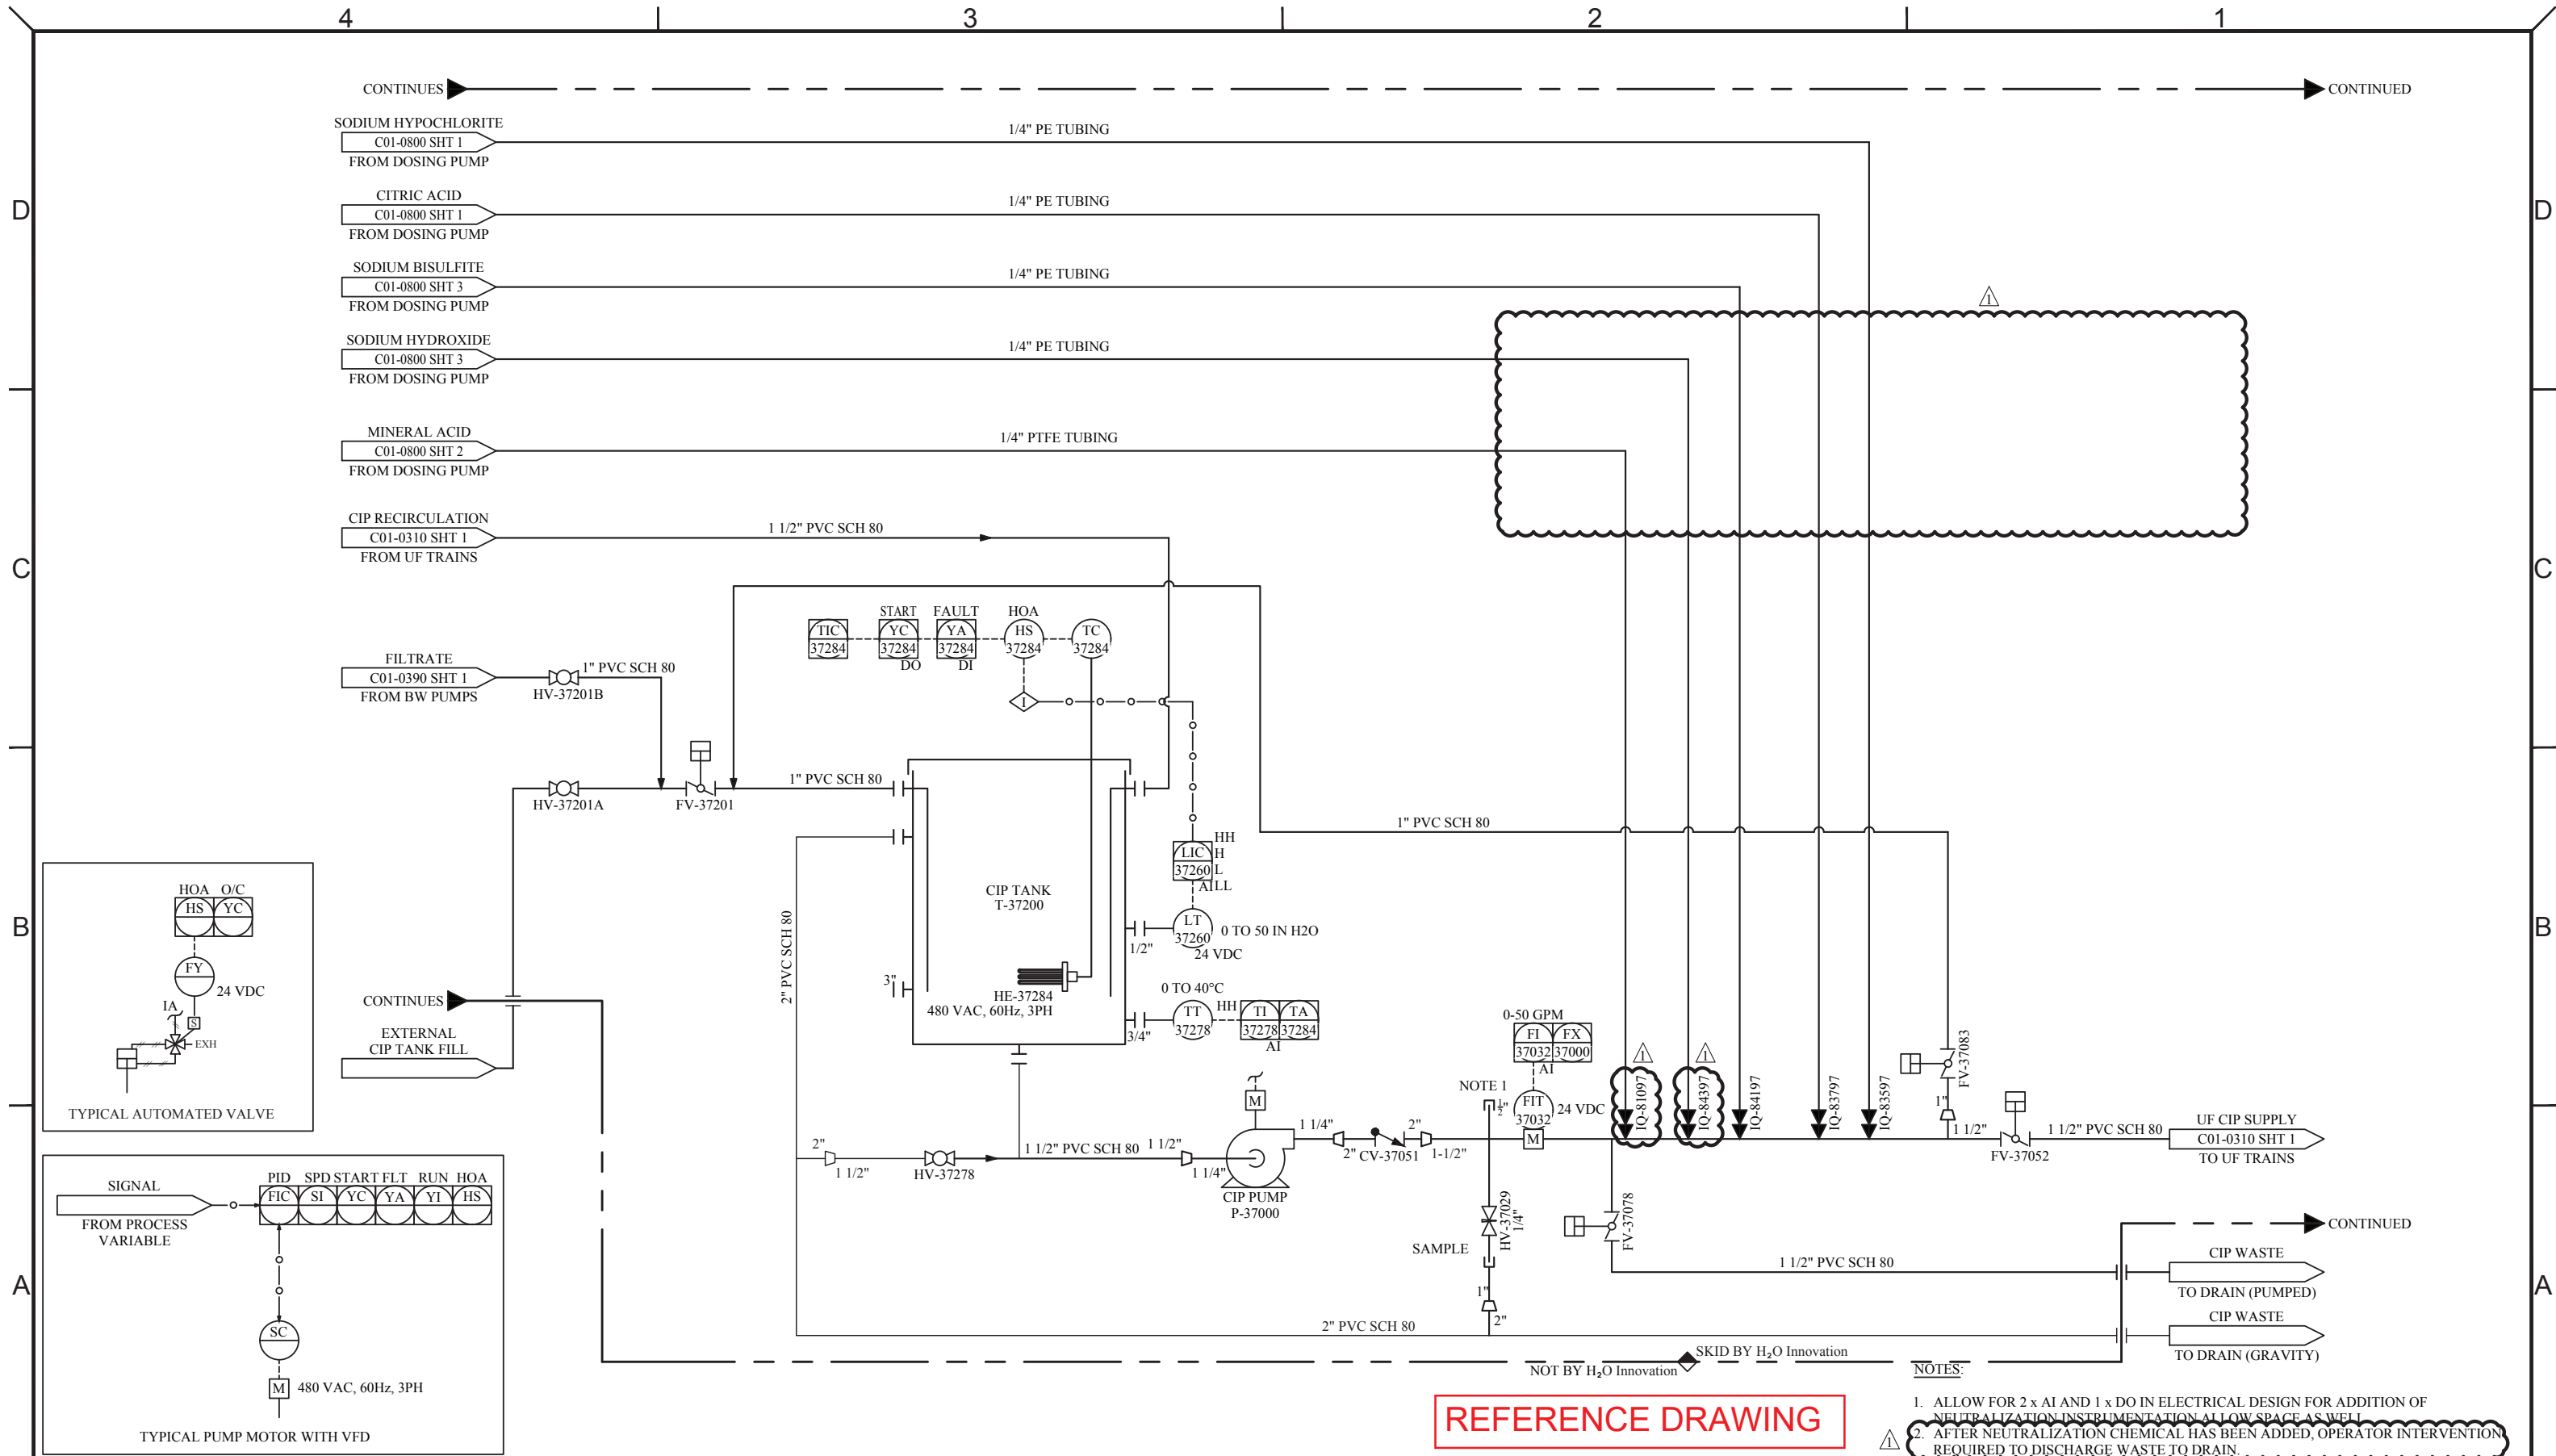 4 3 2 1
CONTINUES
CONTINUED
SODIUM HYPOCHLORITE
C01-0800 SHT 1
FROM DOSING PUMP
1/4" PE TUBING
D
D
CITRIC ACID
C01-0800 SHT 1
FROM DOSING PUMP
1/4" PE TUBING
SODIUM BISULFITE
C01-0800 SHT 3
FROM DOSING PUMP
1/4" PE TUBING
1
SODIUM HYDROXIDE
C01-0800 SHT 3
FROM DOSING PUMP
1/4" PE TUBING
MINERAL ACID
C01-0800 SHT 2
FROM DOSING PUMP
1/4" PTFE TUBING
CIP RECIRCULATION
C01-0310 SHT 1
FROM UF TRAINS
1 1/2" PVC SCH 80
C
C
START FAULT HOA
TIC YC YA HS TC
37284 37284 37284 37284 37284
DO DI
I
FILTRATE
C01-0390 SHT 1
FROM BW PUMPS
HV-37201B
1" PVC SCH 80
HV-37201A
FV-37201
1" PVC SCH 80
1" PVC SCH 80
HH
LIC H
37260 L
AI LL
LT
37260
0 TO 50 IN H2O
24 VDC
1/2"
CIP TANK
T-37200
2" PVC SCH 80
3"
HE-37284
480 VAC, 60Hz, 3PH
0 TO 40°C
TT HH TI TA
37278 37278 37284
AI
3/4"
B
B
HOA O/C
HS YC
FY
24 VDC
IA
S
EXH
TYPICAL AUTOMATED VALVE
CONTINUES
EXTERNAL
CIP TANK FILL
0-50 GPM
FI FX
37032 37000
AI
FIT
37032
24 VDC
M
NOTE 1
1/2"
1
1
IQ-81097
IQ-84397
IQ-84197
IQ-83797
IQ-83597
FV-37083
1"
1 1/2"
FV-37052
1 1/2" PVC SCH 80
UF CIP SUPPLY
C01-0310 SHT 1
TO UF TRAINS
2"
1 1/2"
HV-37278
1 1/2" PVC SCH 80
1 1/2"
1 1/4"
M
CIP PUMP
P-37000
1 1/4"
2"
CV-37051
2"
1-1/2"
HV-37029
1/4"
SAMPLE
1"
2"
FV-37078
1 1/2" PVC SCH 80
2" PVC SCH 80
CONTINUED
CIP WASTE
TO DRAIN (PUMPED)
CIP WASTE
TO DRAIN (GRAVITY)
A
A
SIGNAL
FROM PROCESS
VARIABLE
PID SPD START FLT RUN HOA
FIC SI YC YA YI HS
SC
M
480 VAC, 60Hz, 3PH
TYPICAL PUMP MOTOR WITH VFD
NOT BY H₂O Innovation
SKID BY H₂O Innovation
REFERENCE DRAWING
NOTES:
1. ALLOW FOR 2 x AI AND 1 x DO IN ELECTRICAL DESIGN FOR ADDITION OF
NEUTRALIZATION INSTRUMENTATION ALLOW SPACE AS WELL
1
2. AFTER NEUTRALIZATION CHEMICAL HAS BEEN ADDED, OPERATOR INTERVENTION
REQUIRED TO DISCHARGE WASTE TO DRAIN.